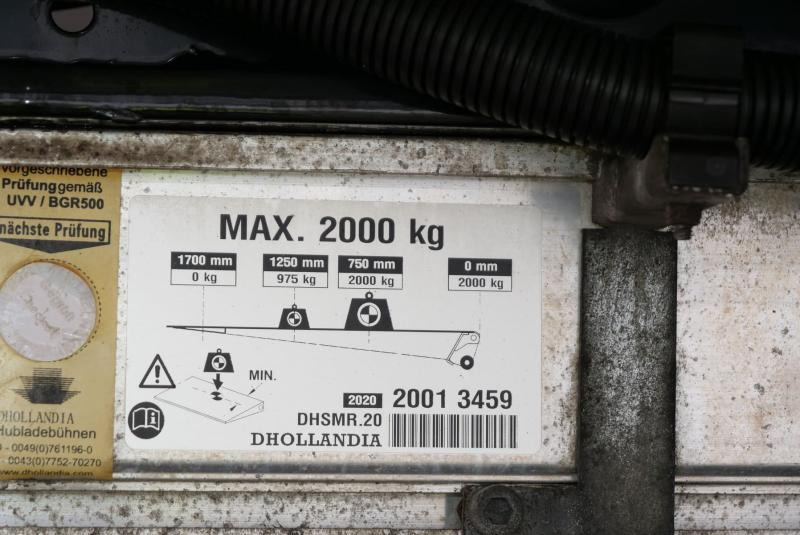 vorgeschriebene
Prüfung gemäß
UVV / BGR500
nächste Prüfung
DHOLLANDIA
Hubladebühnen
0049(0)761196-0
0043(0)7752-70270
www.dhollandia.com
MAX. 2000 kg
1700 mm 1250 mm 750 mm 0 mm
0 kg 975 kg 2000 kg 2000 kg
MIN.
2020 2001 3459
DHSMR.20
DHOLLANDIA